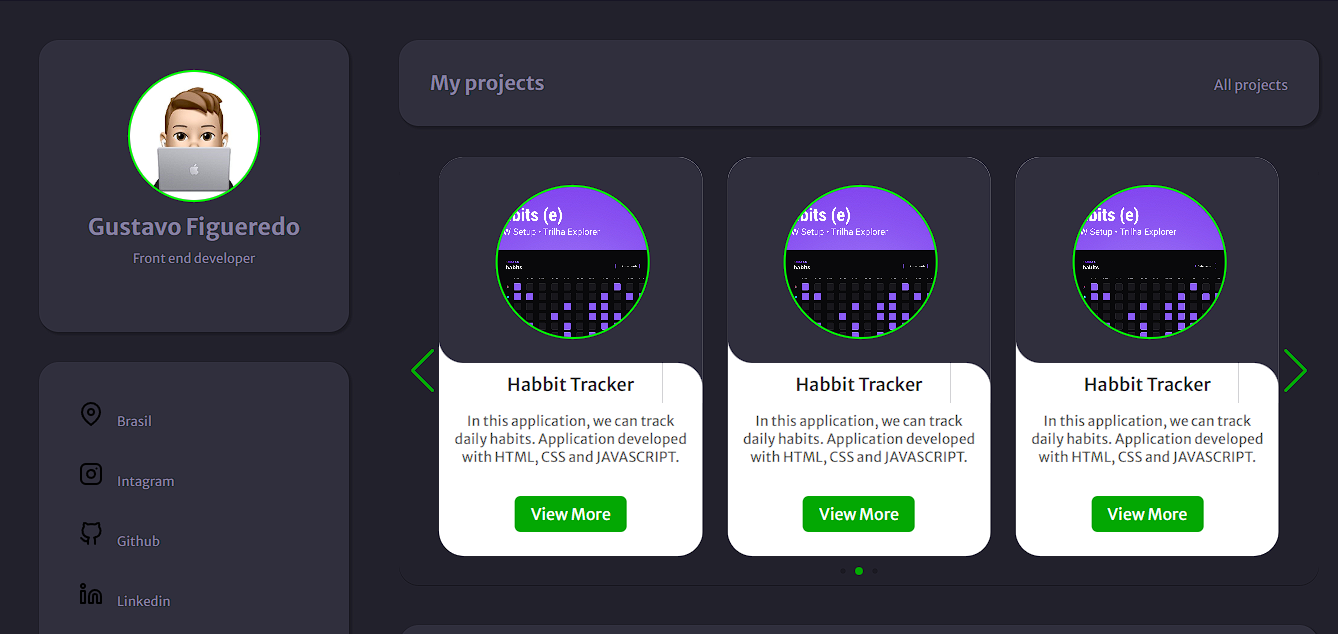 Gustavo Figueredo
Front end developer
Brasil
Intagram
Github
Linkedin
My projects
All projects
bits (e)
W Setup • Trilha Explorer
habits
Habbit Tracker
In this application, we can track
daily habits. Application developed
with HTML, CSS and JAVASCRIPT.
View More
bits (e)
W Setup • Trilha Explorer
habits
Habbit Tracker
In this application, we can track
daily habits. Application developed
with HTML, CSS and JAVASCRIPT.
View More
bits (e)
W Setup • Trilha Explorer
habits
Habbit Tracker
In this application, we can track
daily habits. Application developed
with HTML, CSS and JAVASCRIPT.
View More